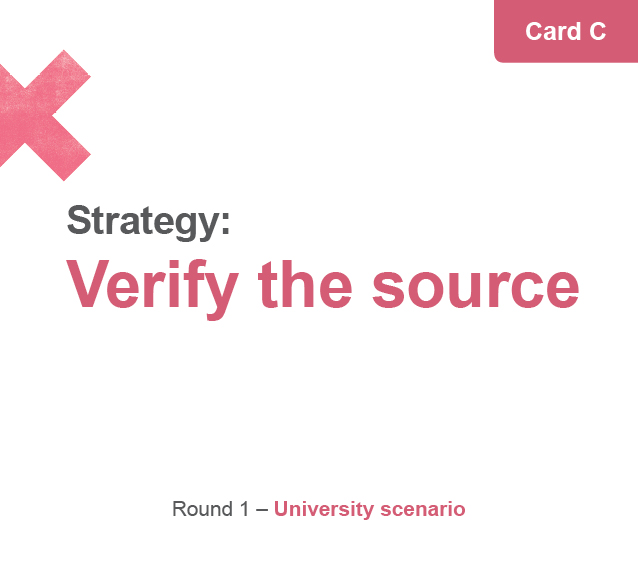 Card C
Strategy:
Verify the source
Round 1 – University scenario